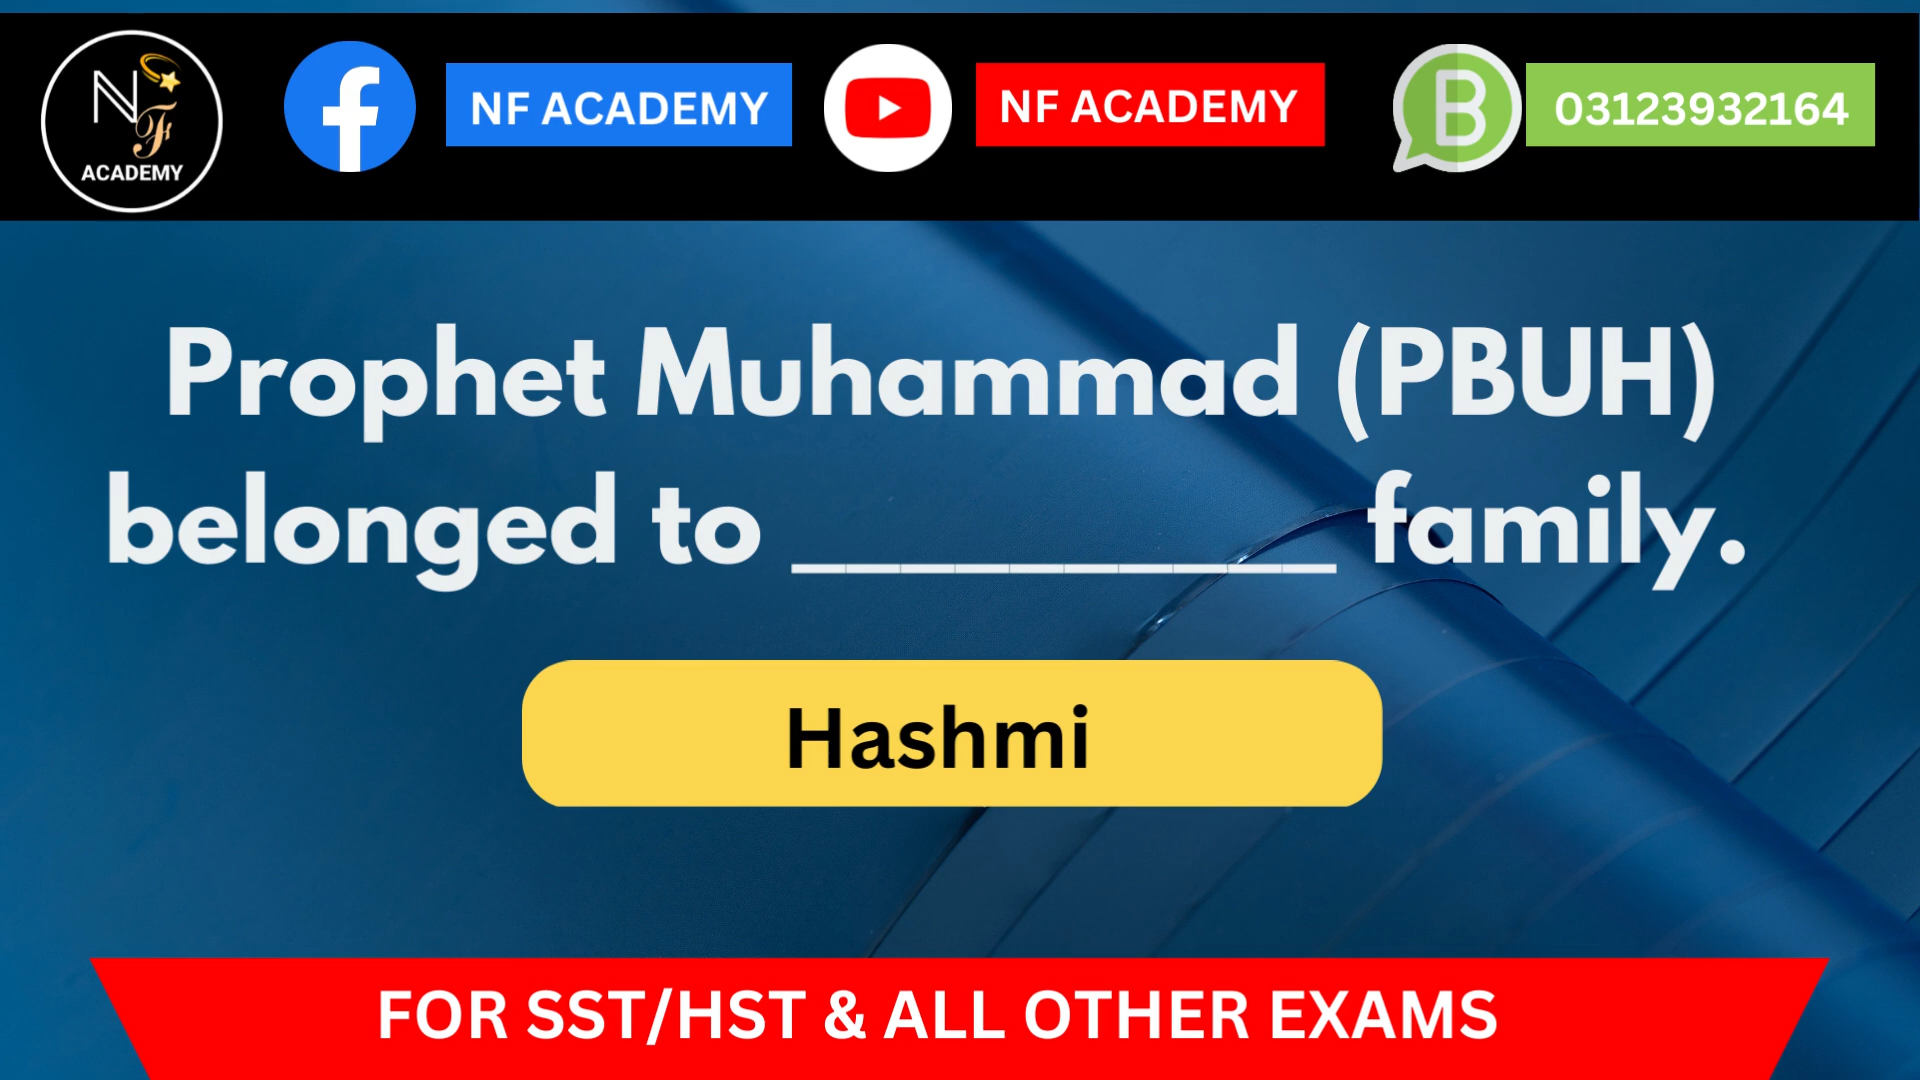 NF
ACADEMY
NF ACADEMY
NF ACADEMY
B
03123932164
Prophet Muhammad (PBUH)
belonged to __________ family.
Hashmi
FOR SST/HST & ALL OTHER EXAMS